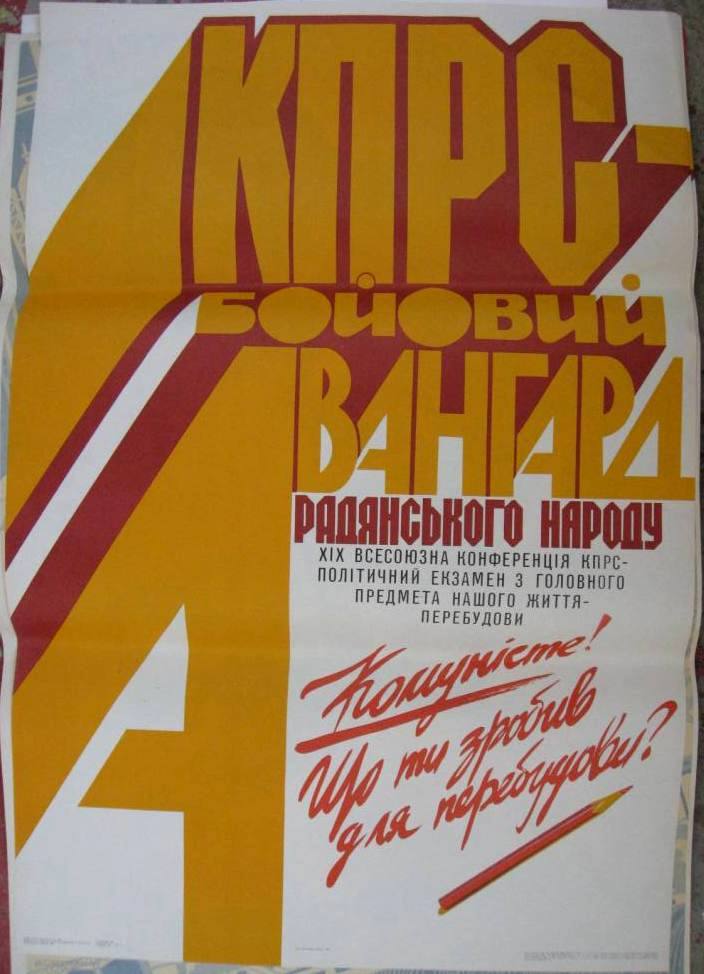 КПРС-
БОЙОВИЙ
АВАНГАРД
РАДЯНСЬКОГО НАРОДУ
XIX ВСЕСОЮЗНА КОНФЕРЕНЦІЯ КПРС-
ПОЛІТИЧНИЙ ЕКЗАМЕН З ГОЛОВНОГО
ПРЕДМЕТА НАШОГО ЖИТТЯ-
ПЕРЕБУДОВИ
Комуністе!
Що ти зробив
для перебудови?